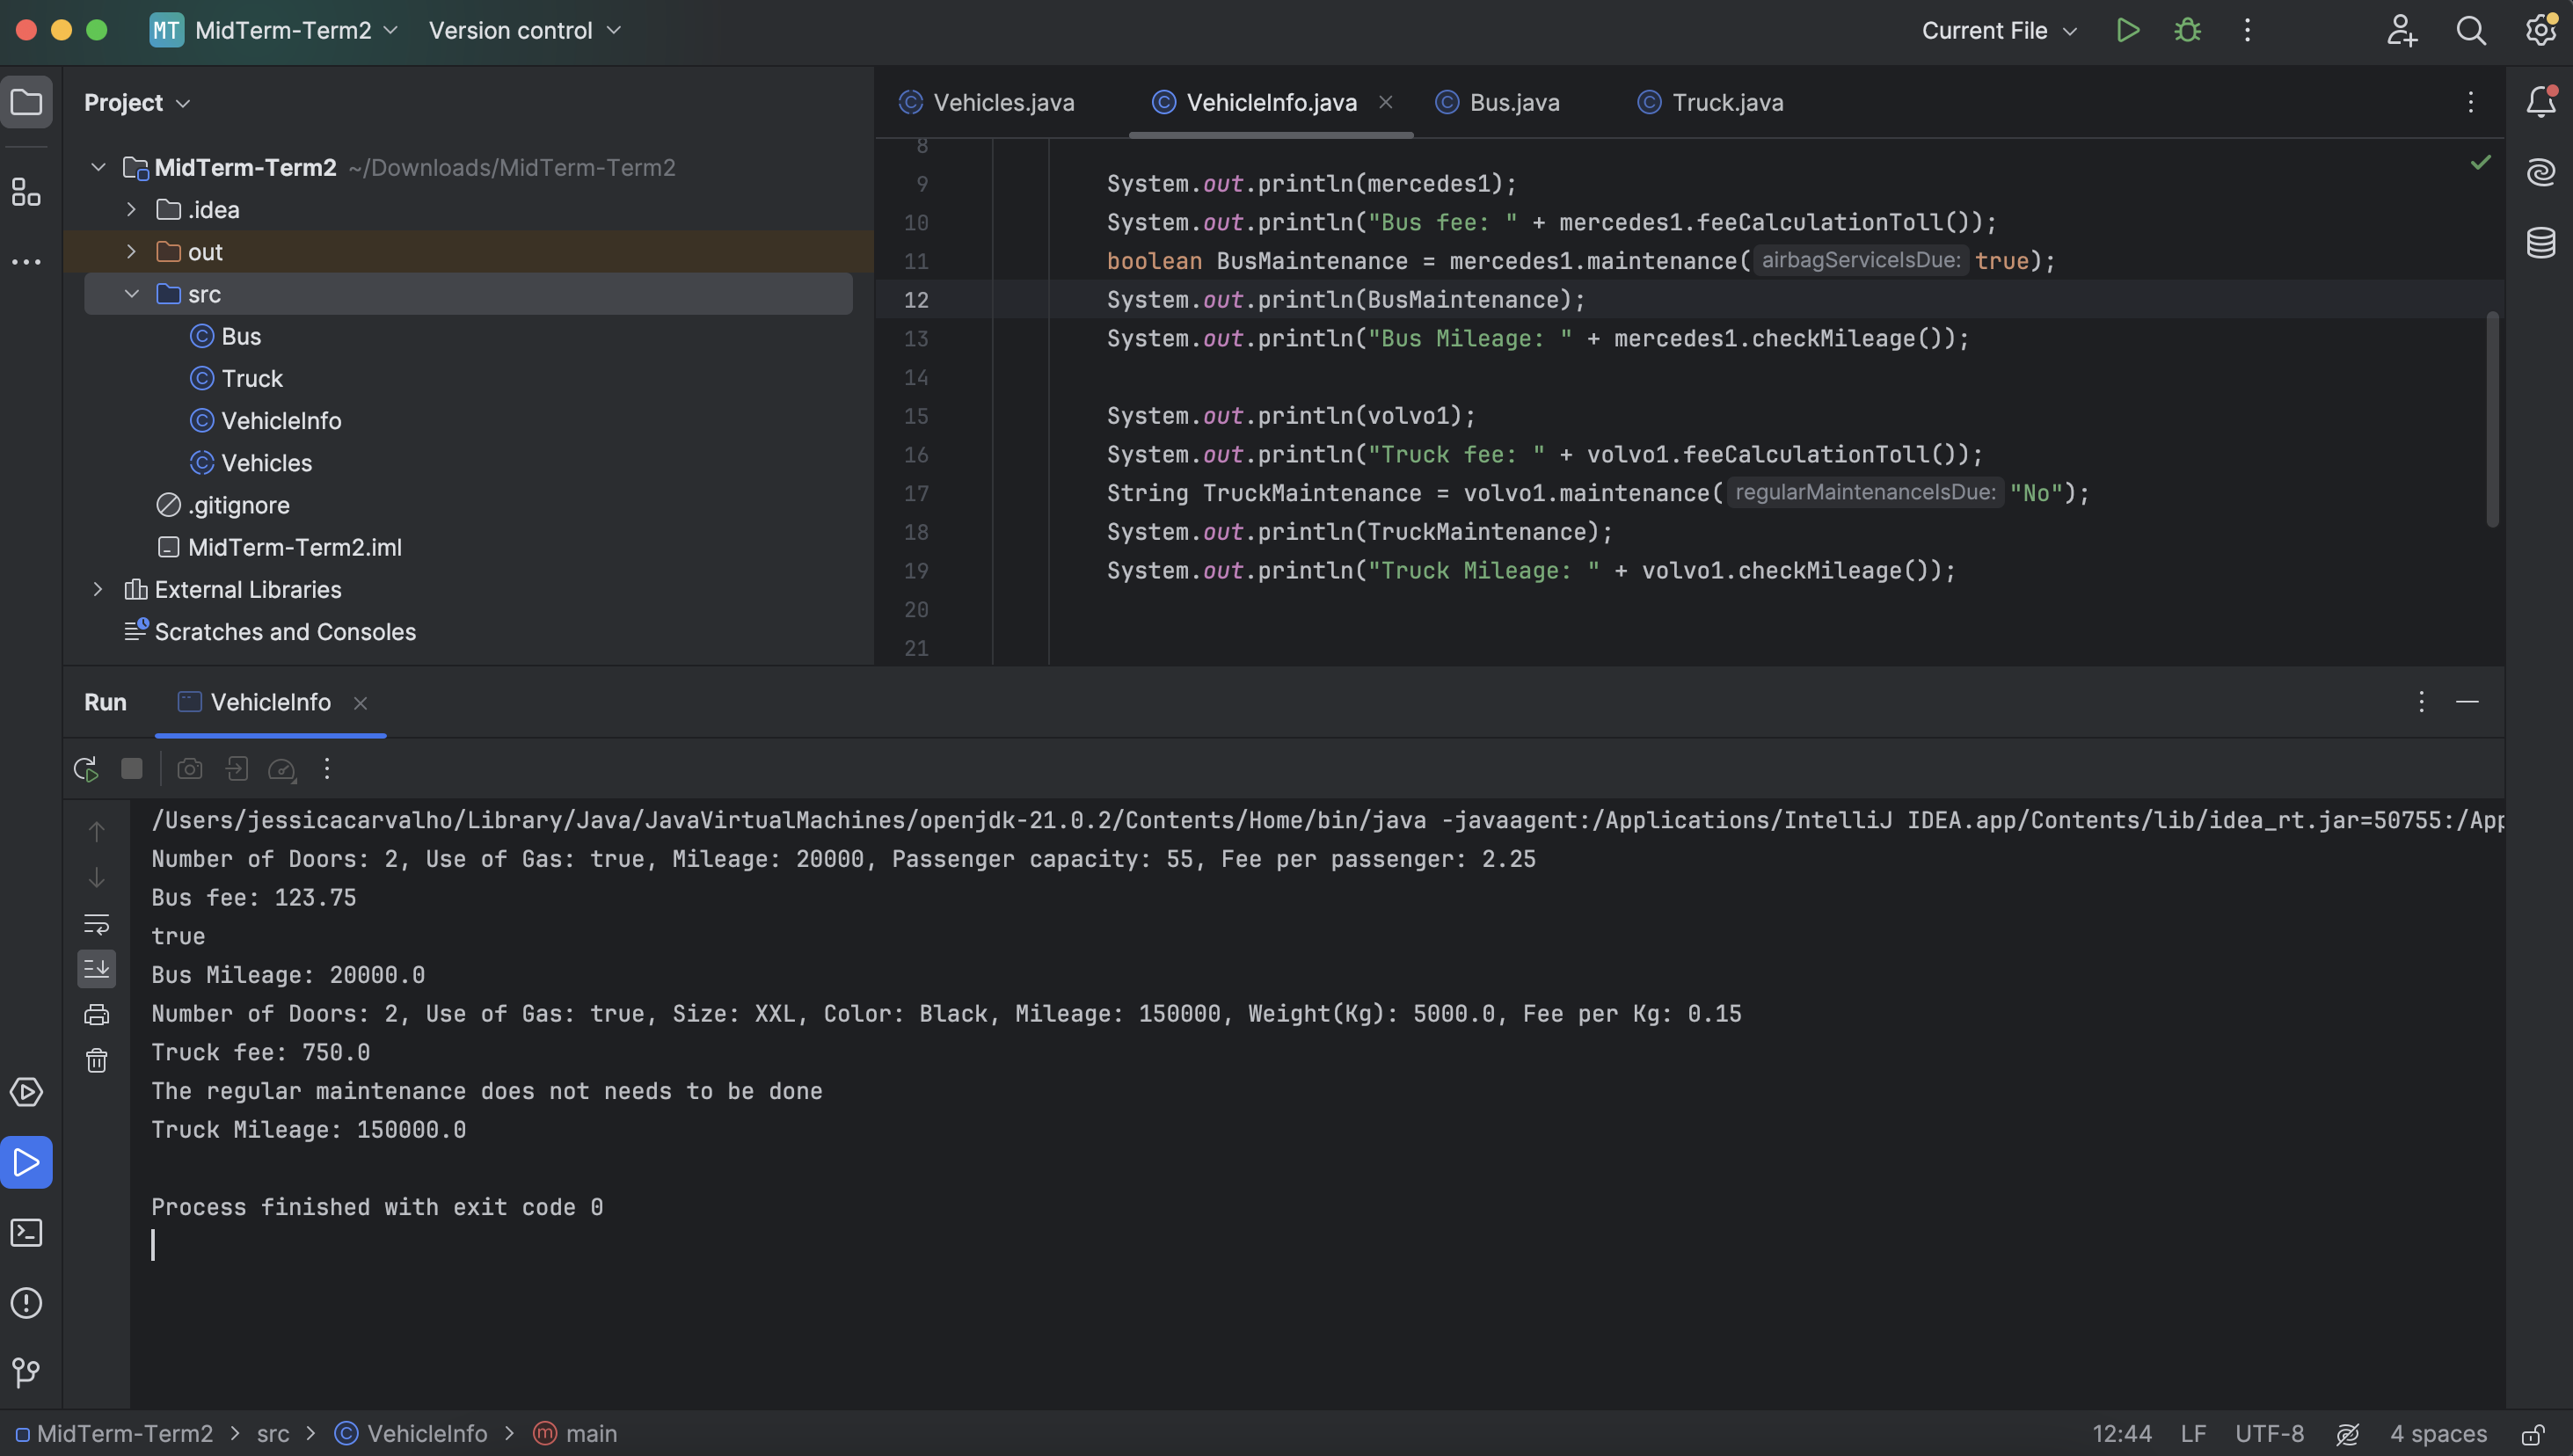 MT MidTerm-Term2 Version control Current File
Project
Vehicles.java VehicleInfo.java Bus.java Truck.java
MidTerm-Term2 ~/Downloads/MidTerm-Term2
.idea
out
src
Bus
Truck
VehicleInfo
Vehicles
.gitignore
MidTerm-Term2.iml
External Libraries
Scratches and Consoles
8
9 System.out.println(mercedes1);
10 System.out.println("Bus fee: " + mercedes1.feeCalculationToll());
11 boolean BusMaintenance = mercedes1.maintenance( airbagServiceIsDue: true);
12 System.out.println(BusMaintenance);
13 System.out.println("Bus Mileage: " + mercedes1.checkMileage());
14
15 System.out.println(volvo1);
16 System.out.println("Truck fee: " + volvo1.feeCalculationToll());
17 String TruckMaintenance = volvo1.maintenance( regularMaintenanceIsDue: "No");
18 System.out.println(TruckMaintenance);
19 System.out.println("Truck Mileage: " + volvo1.checkMileage());
20
21
Run VehicleInfo
/Users/jessicacarvalho/Library/Java/JavaVirtualMachines/openjdk-21.0.2/Contents/Home/bin/java -javaagent:/Applications/IntelliJ IDEA.app/Contents/lib/idea_rt.jar=50755:/App
Number of Doors: 2, Use of Gas: true, Mileage: 20000, Passenger capacity: 55, Fee per passenger: 2.25
Bus fee: 123.75
true
Bus Mileage: 20000.0
Number of Doors: 2, Use of Gas: true, Size: XXL, Color: Black, Mileage: 150000, Weight(Kg): 5000.0, Fee per Kg: 0.15
Truck fee: 750.0
The regular maintenance does not needs to be done
Truck Mileage: 150000.0
Process finished with exit code 0
MidTerm-Term2 > src > VehicleInfo > main 12:44 LF UTF-8 4 spaces